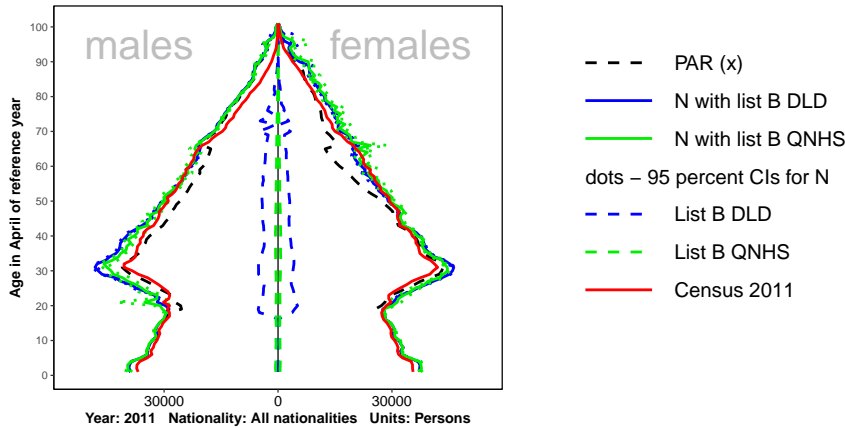 males
females
Age in April of reference year
100
90
80
70
60
50
40
30
20
10
0
30000
0
30000
Year: 2011 Nationality: All nationalities Units: Persons
PAR (x)
N with list B DLD
N with list B QNHS
dots − 95 percent CIs for N
List B DLD
List B QNHS
Census 2011